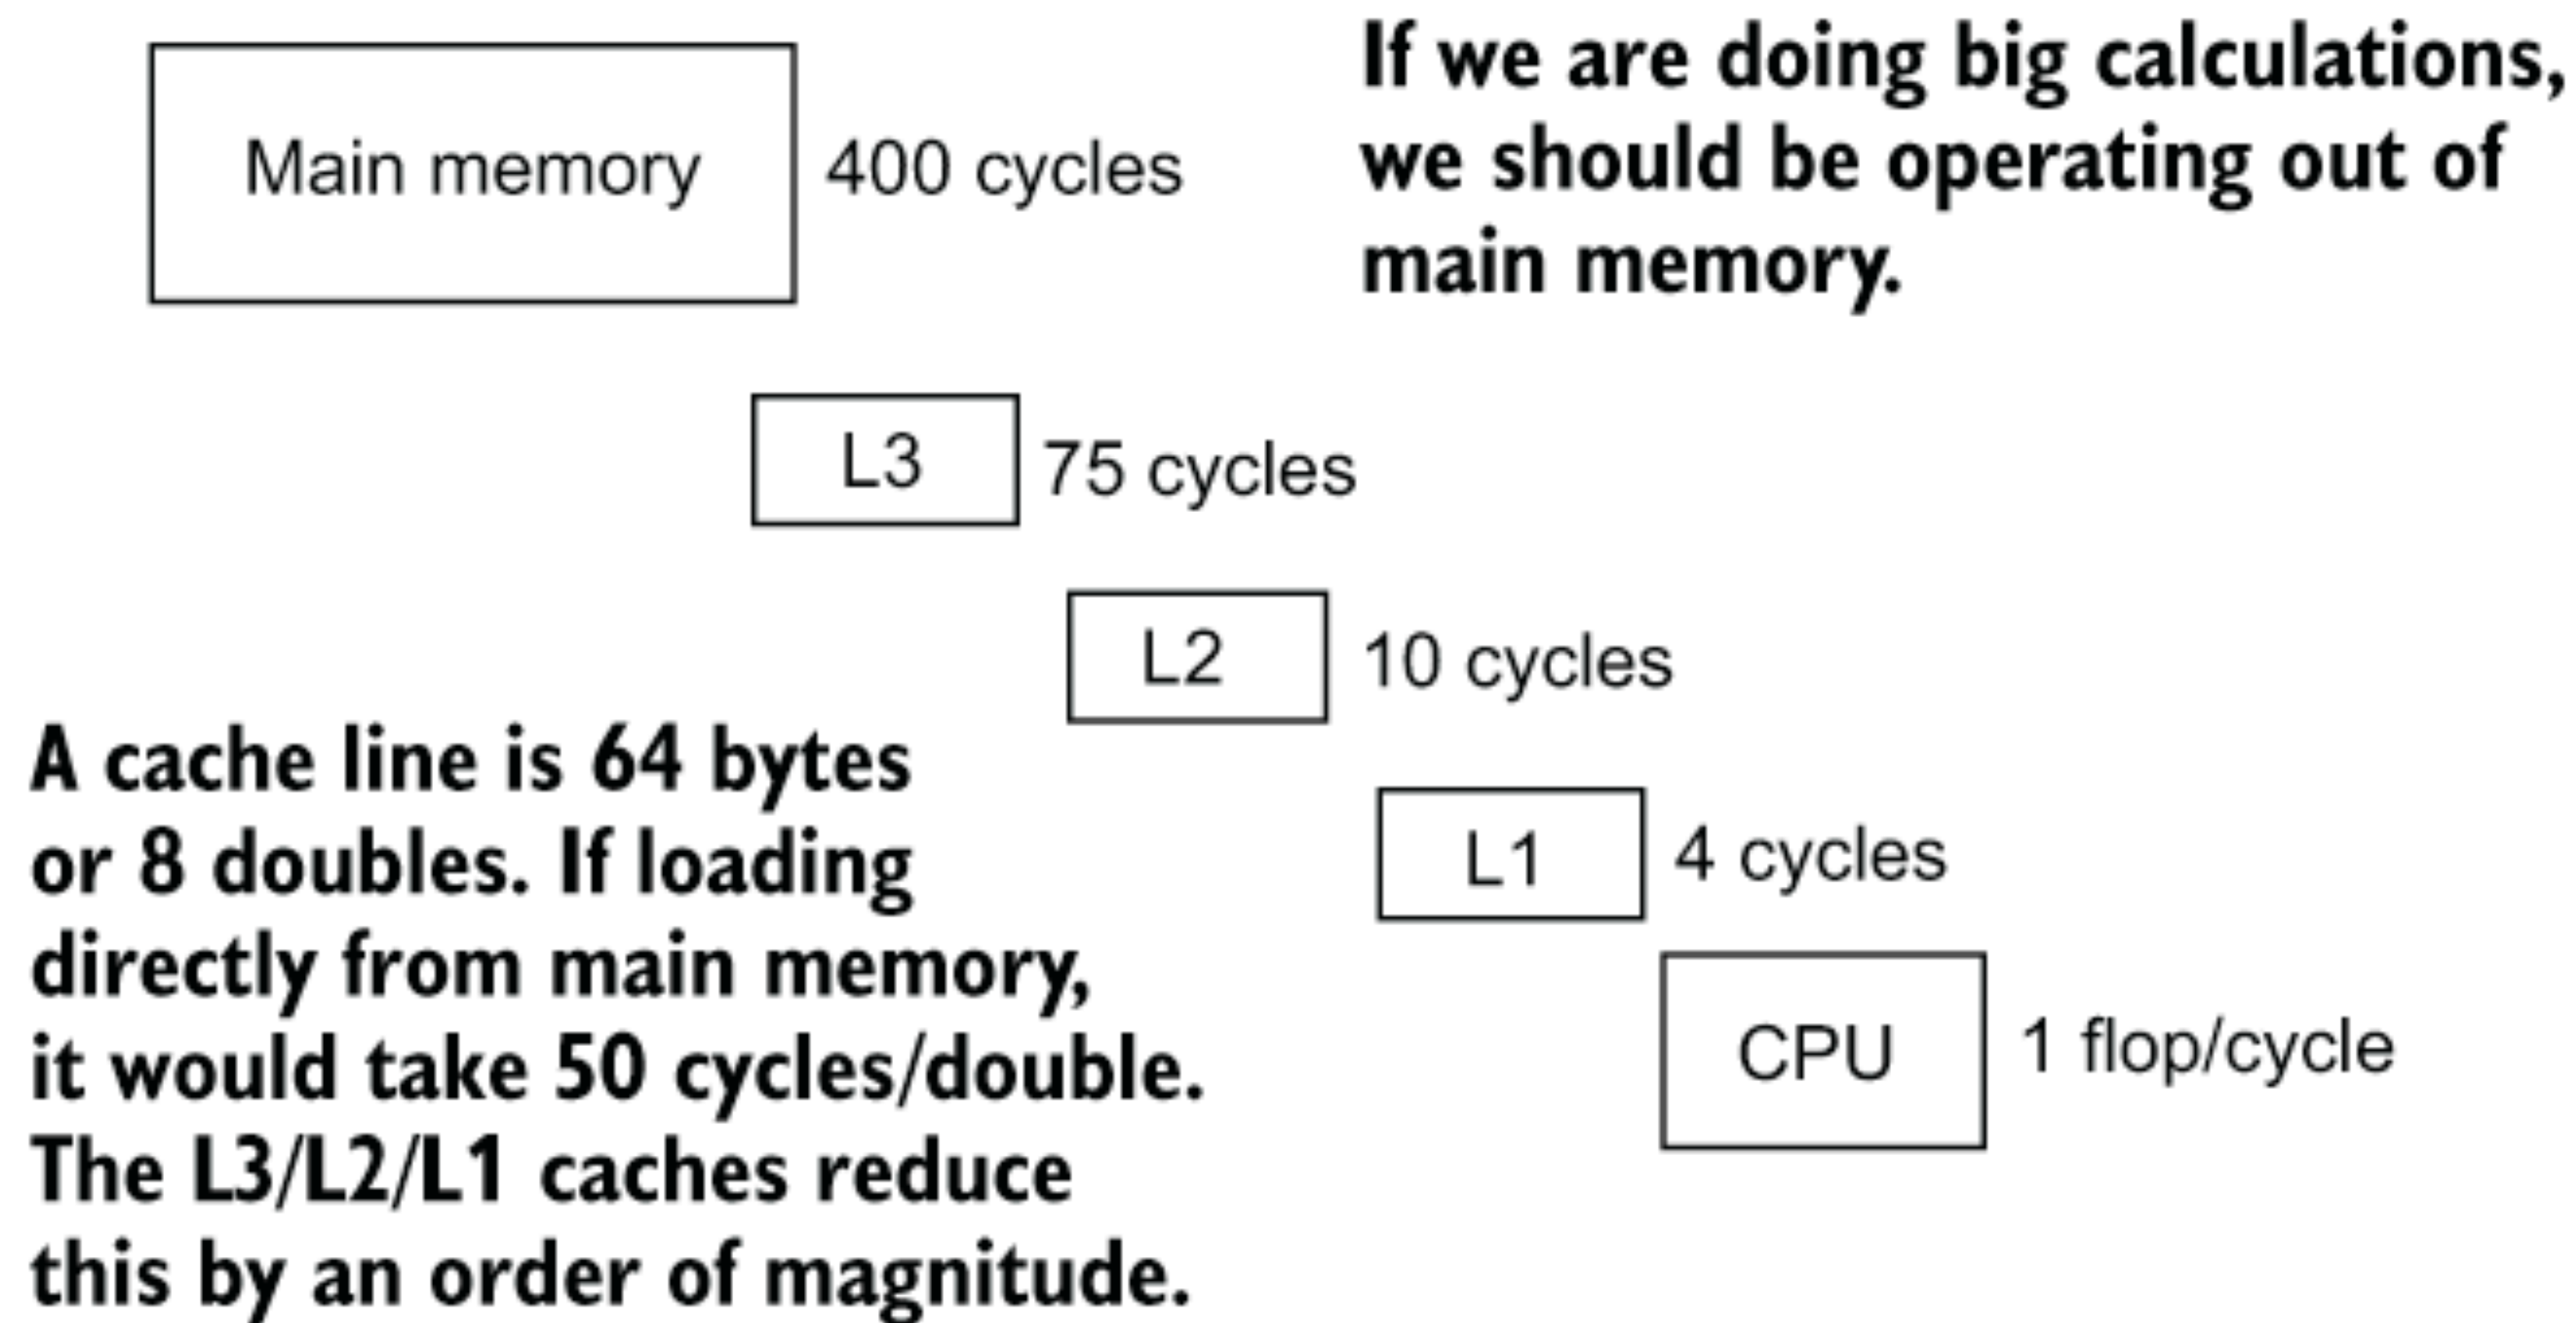 Main memory
400 cycles
If we are doing big calculations,
we should be operating out of
main memory.
L3
75 cycles
L2
10 cycles
A cache line is 64 bytes
or 8 doubles. If loading
directly from main memory,
it would take 50 cycles/double.
The L3/L2/L1 caches reduce
this by an order of magnitude.
L1
4 cycles
CPU
1 flop/cycle